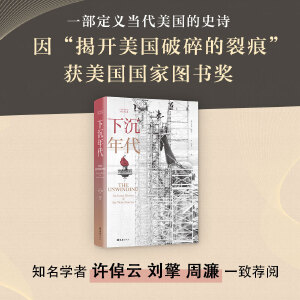 一部定义当代美国的史诗
因“揭开美国破碎的裂痕”
获美国国家图书奖
下沉
年代
THE
UNWINDING
知名学者 许倬云 刘擎 周濂 一致荐阅